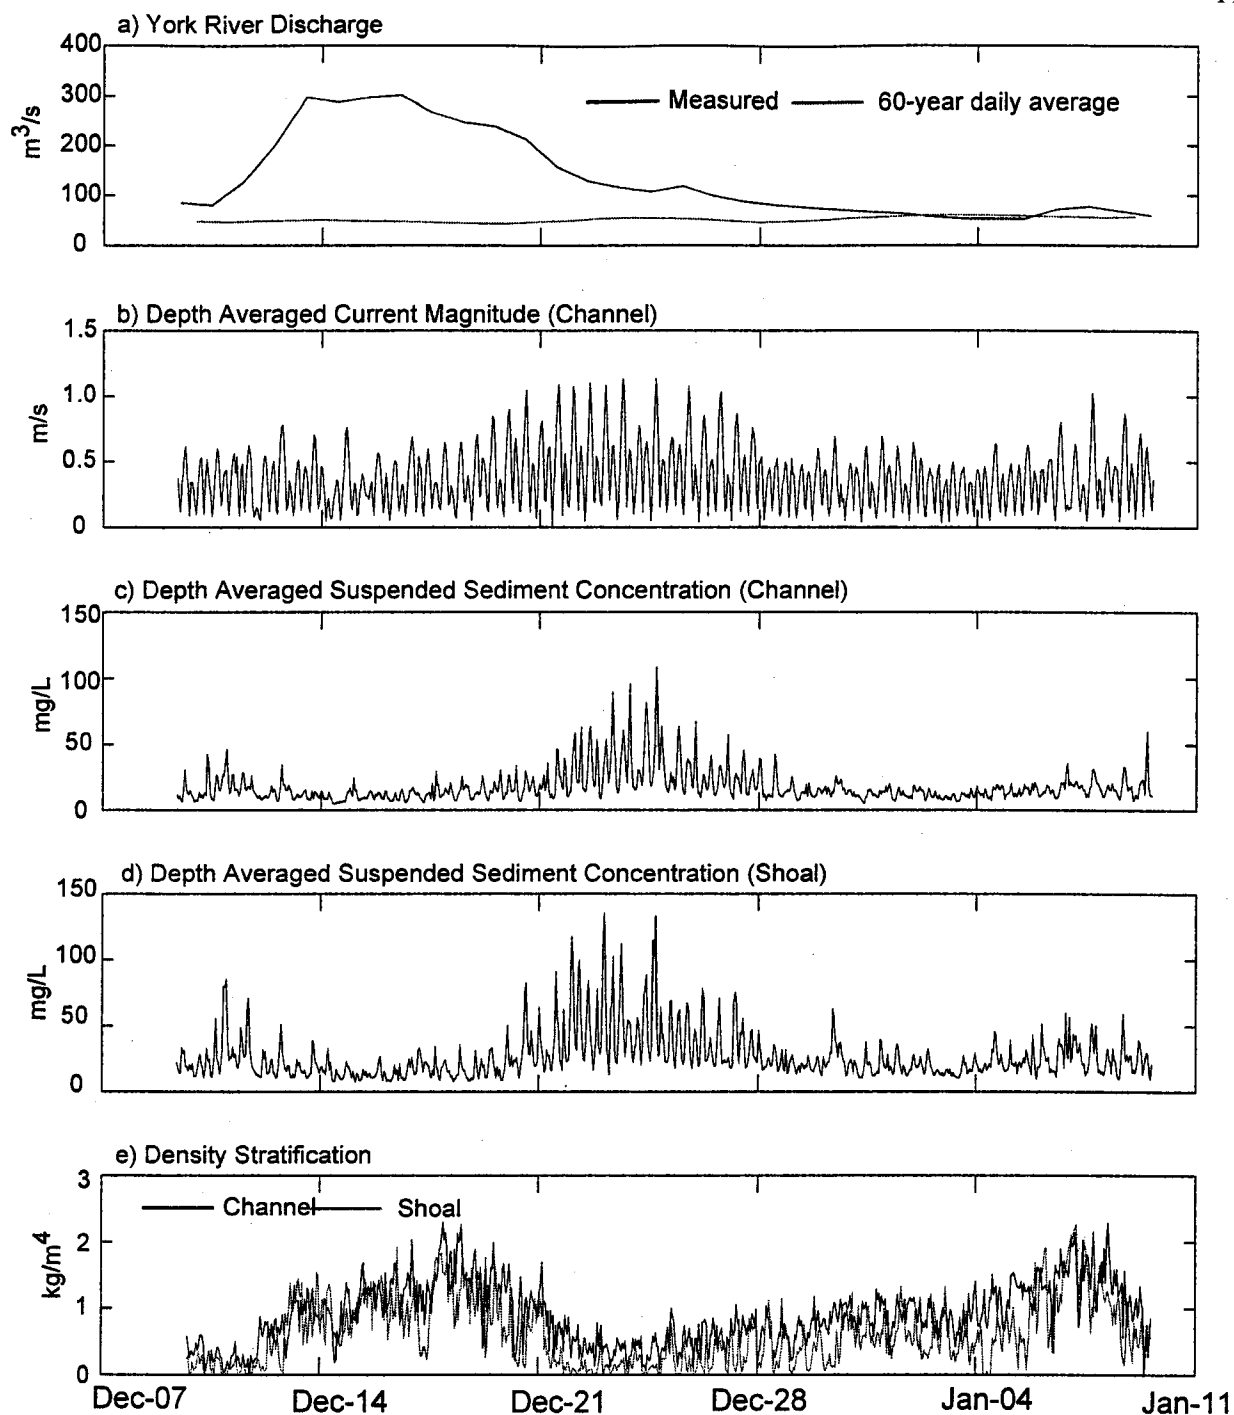 a) York River Discharge
400
300
200
100
0
m3/s
Measured
60-year daily average
b) Depth Averaged Current Magnitude (Channel)
1.5
1.0
0.5
0
m/s
c) Depth Averaged Suspended Sediment Concentration (Channel)
150
100
50
0
mg/L
d) Depth Averaged Suspended Sediment Concentration (Shoal)
150
100
50
0
mg/L
e) Density Stratification
3
2
1
0
kg/m4
Channel
Shoal
Dec-07 Dec-14 Dec-21 Dec-28 Jan-04 Jan-11